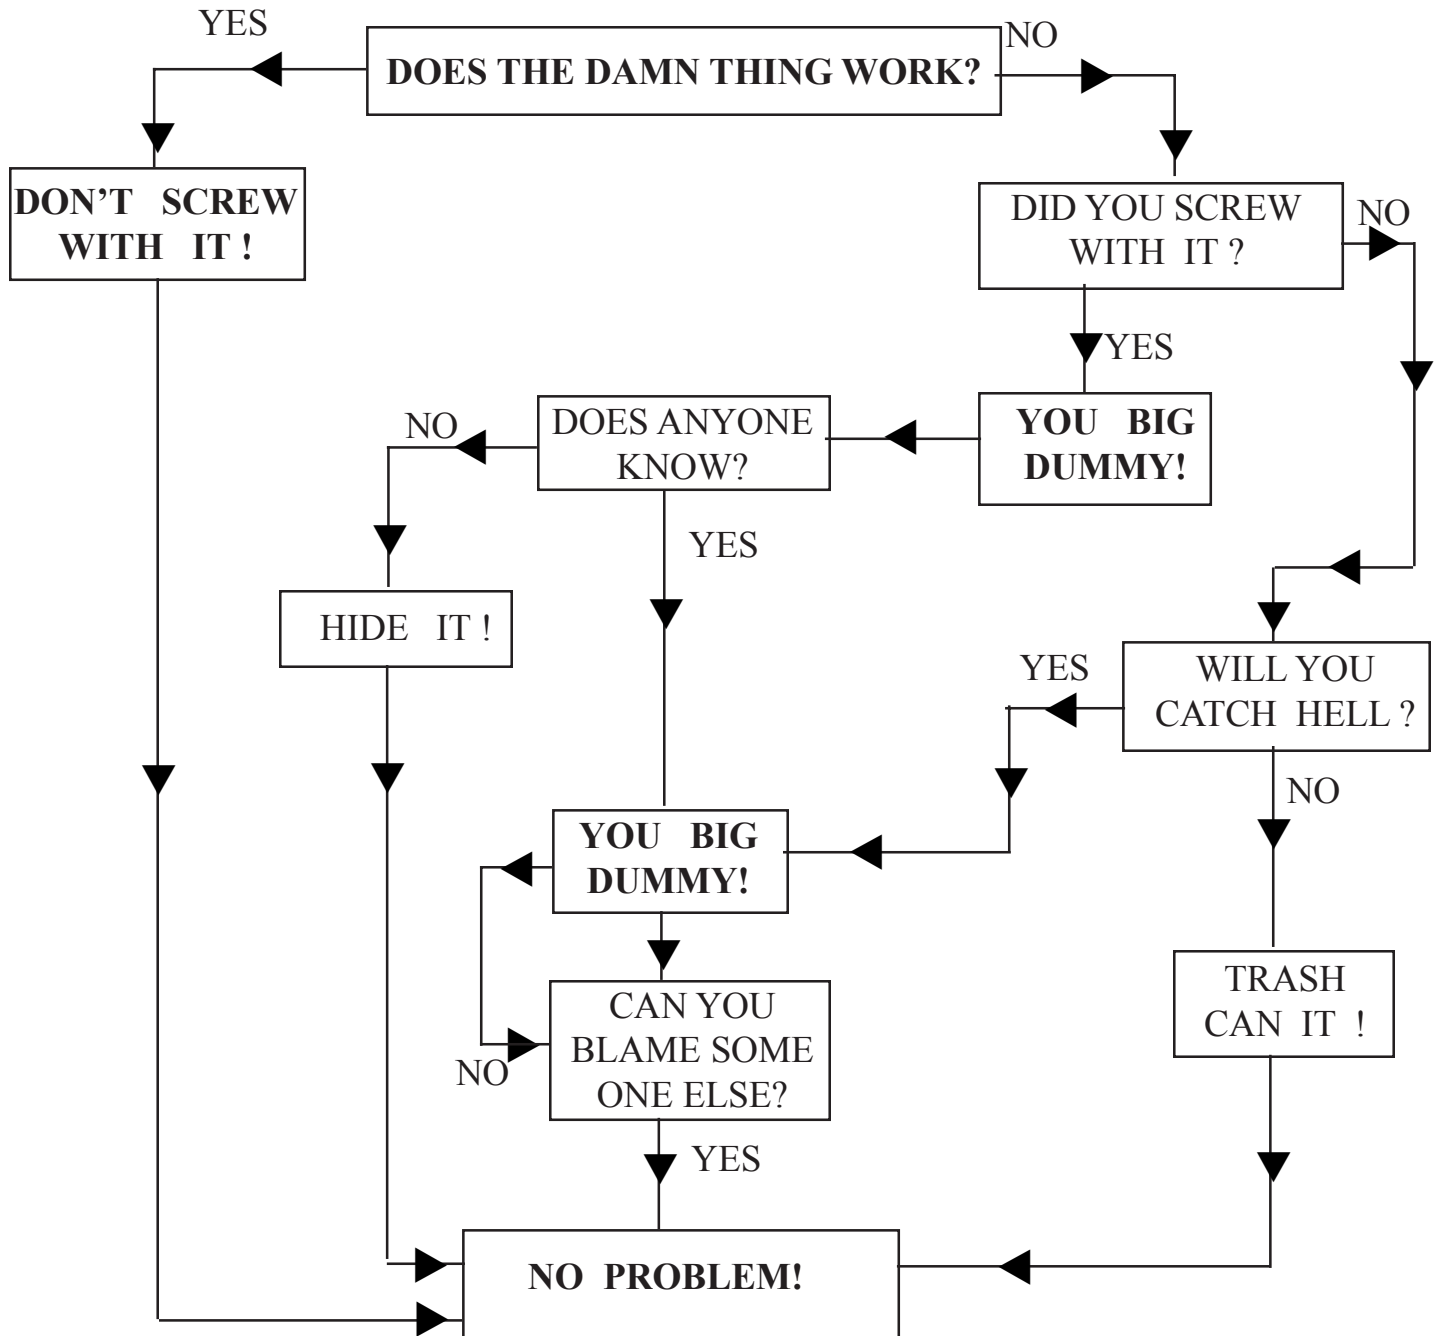 YES
NO
DOES THE DAMN THING WORK?
DON'T SCREW
WITH IT !
DID YOU SCREW
WITH IT ?
NO
YES
NO
DOES ANYONE
KNOW?
YOU BIG
DUMMY!
YES
HIDE IT !
YES
WILL YOU
CATCH HELL ?
NO
YOU BIG
DUMMY!
TRASH
CAN IT !
CAN YOU
BLAME SOME
ONE ELSE?
NO
YES
NO PROBLEM!